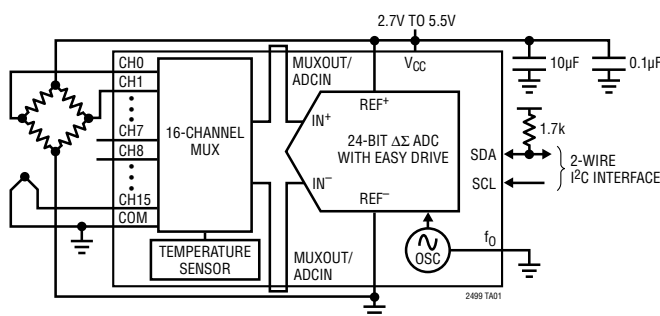 2.7V TO 5.5V
CH0
CH1
CH7
CH8
CH15
COM
16-CHANNEL
MUX
TEMPERATURE
SENSOR
MUXOUT/
ADCIN
MUXOUT/
ADCIN
VCC
REF+
IN+
24-BIT ΔΣ ADC
WITH EASY DRIVE
IN–
REF–
OSC
10µF
0.1µF
1.7k
SDA
SCL
2-WIRE
I2C INTERFACE
fO
2499 TA01